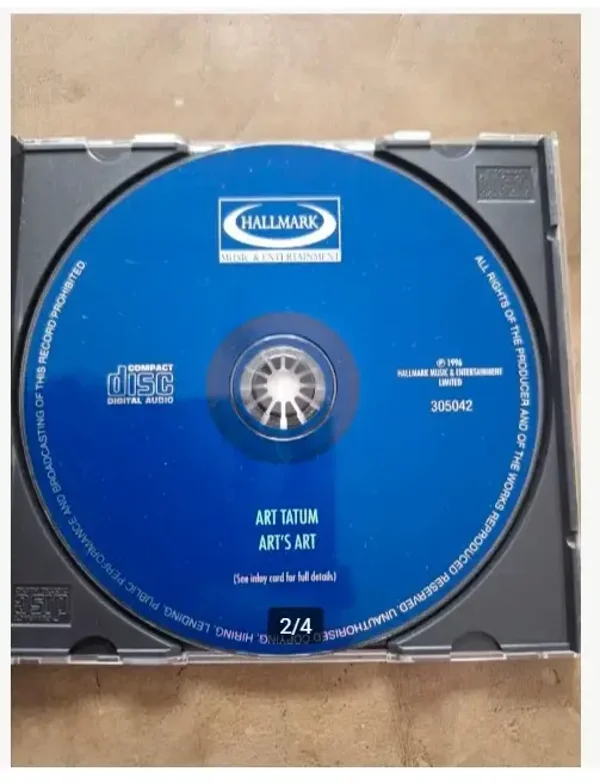 HALLMARK
MUSIC & ENTERTAINMENT
COMPACT
disc
DIGITAL AUDIO
℗ 1996
HALLMARK MUSIC & ENTERTAINMENT
LIMITED
305042
ART TATUM
ART'S ART
(See inlay card for full details)
ALL RIGHTS OF THE PRODUCER AND OF THE WORKS REPRODUCED RESERVED. UNAUTHORISED COPYING, HIRING, LENDING, PUBLIC PERFORMANCE AND BROADCASTING OF THIS RECORD PROHIBITED.
2/4